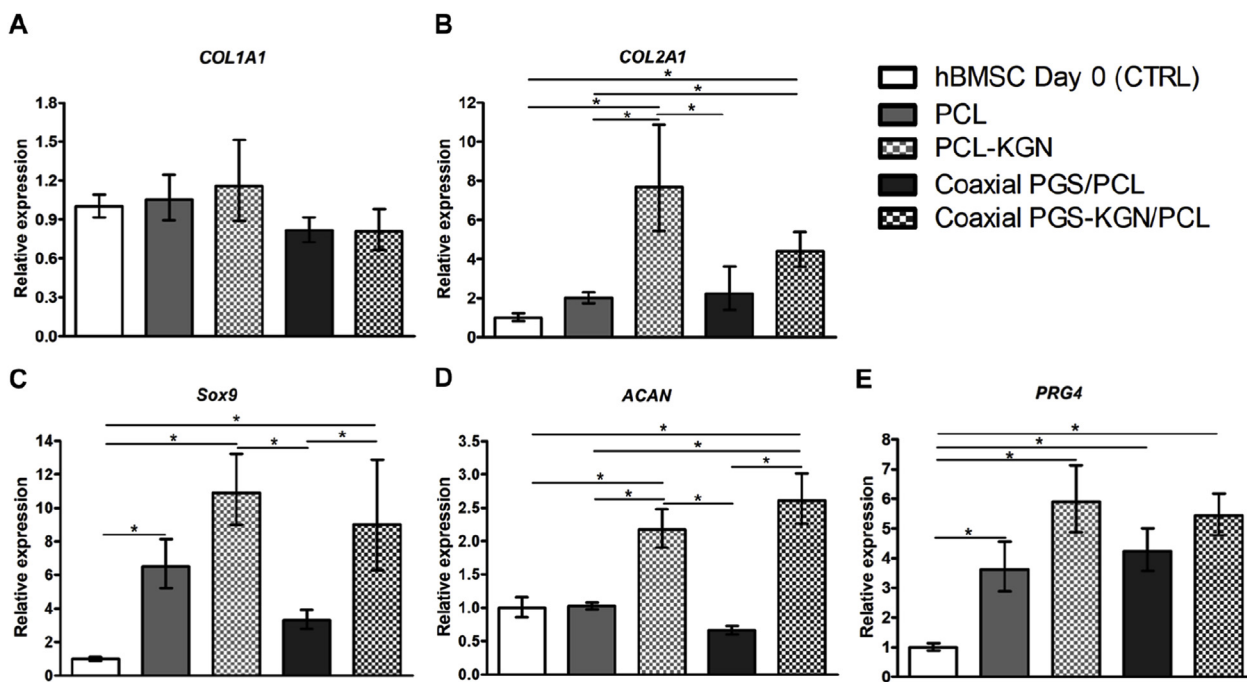 A
COL1A1
Relative expression
1.8
1.5
1.2
0.9
0.6
0.3
0.0
B
COL2A1
Relative expression
12
10
8
6
4
2
0
*
*
*
*
*
hBMSC Day 0 (CTRL)
PCL
PCL-KGN
Coaxial PGS/PCL
Coaxial PGS-KGN/PCL
C
Sox9
Relative expression
14
12
10
8
6
4
2
0
*
*
*
*
*
D
ACAN
Relative expression
3.5
3.0
2.5
2.0
1.5
1.0
0.5
0.0
*
*
*
*
*
*
E
PRG4
Relative expression
8
7
6
5
4
3
2
1
0
*
*
*
*